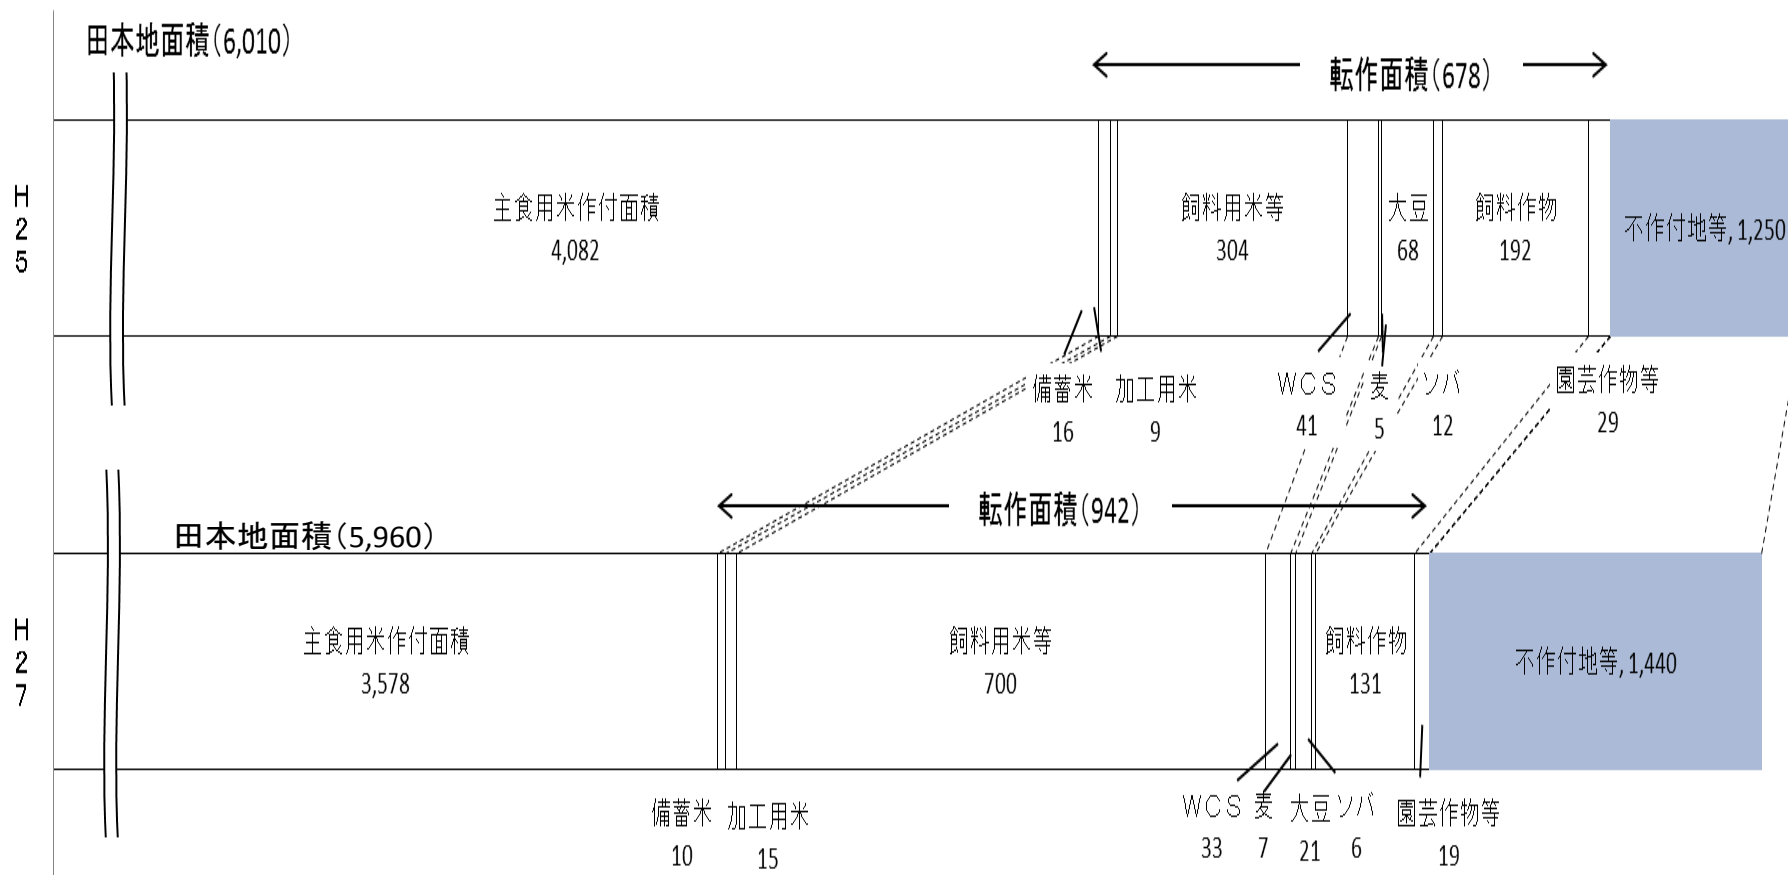 田本地面積（6,010）
転作面積（678）
H25
主食用米作付面積
4,082
飼料用米等
304
大豆
68
飼料作物
192
不作付地等, 1,250
備蓄米
16
加工用米
9
ＷＣＳ
41
麦
5
ソバ
12
園芸作物等
29
転作面積（942）
田本地面積（5,960）
H27
主食用米作付面積
3,578
飼料用米等
700
飼料作物
131
不作付地等, 1,440
備蓄米
10
加工用米
15
ＷＣＳ
33
麦
7
大豆
21
ソバ
6
園芸作物等
19